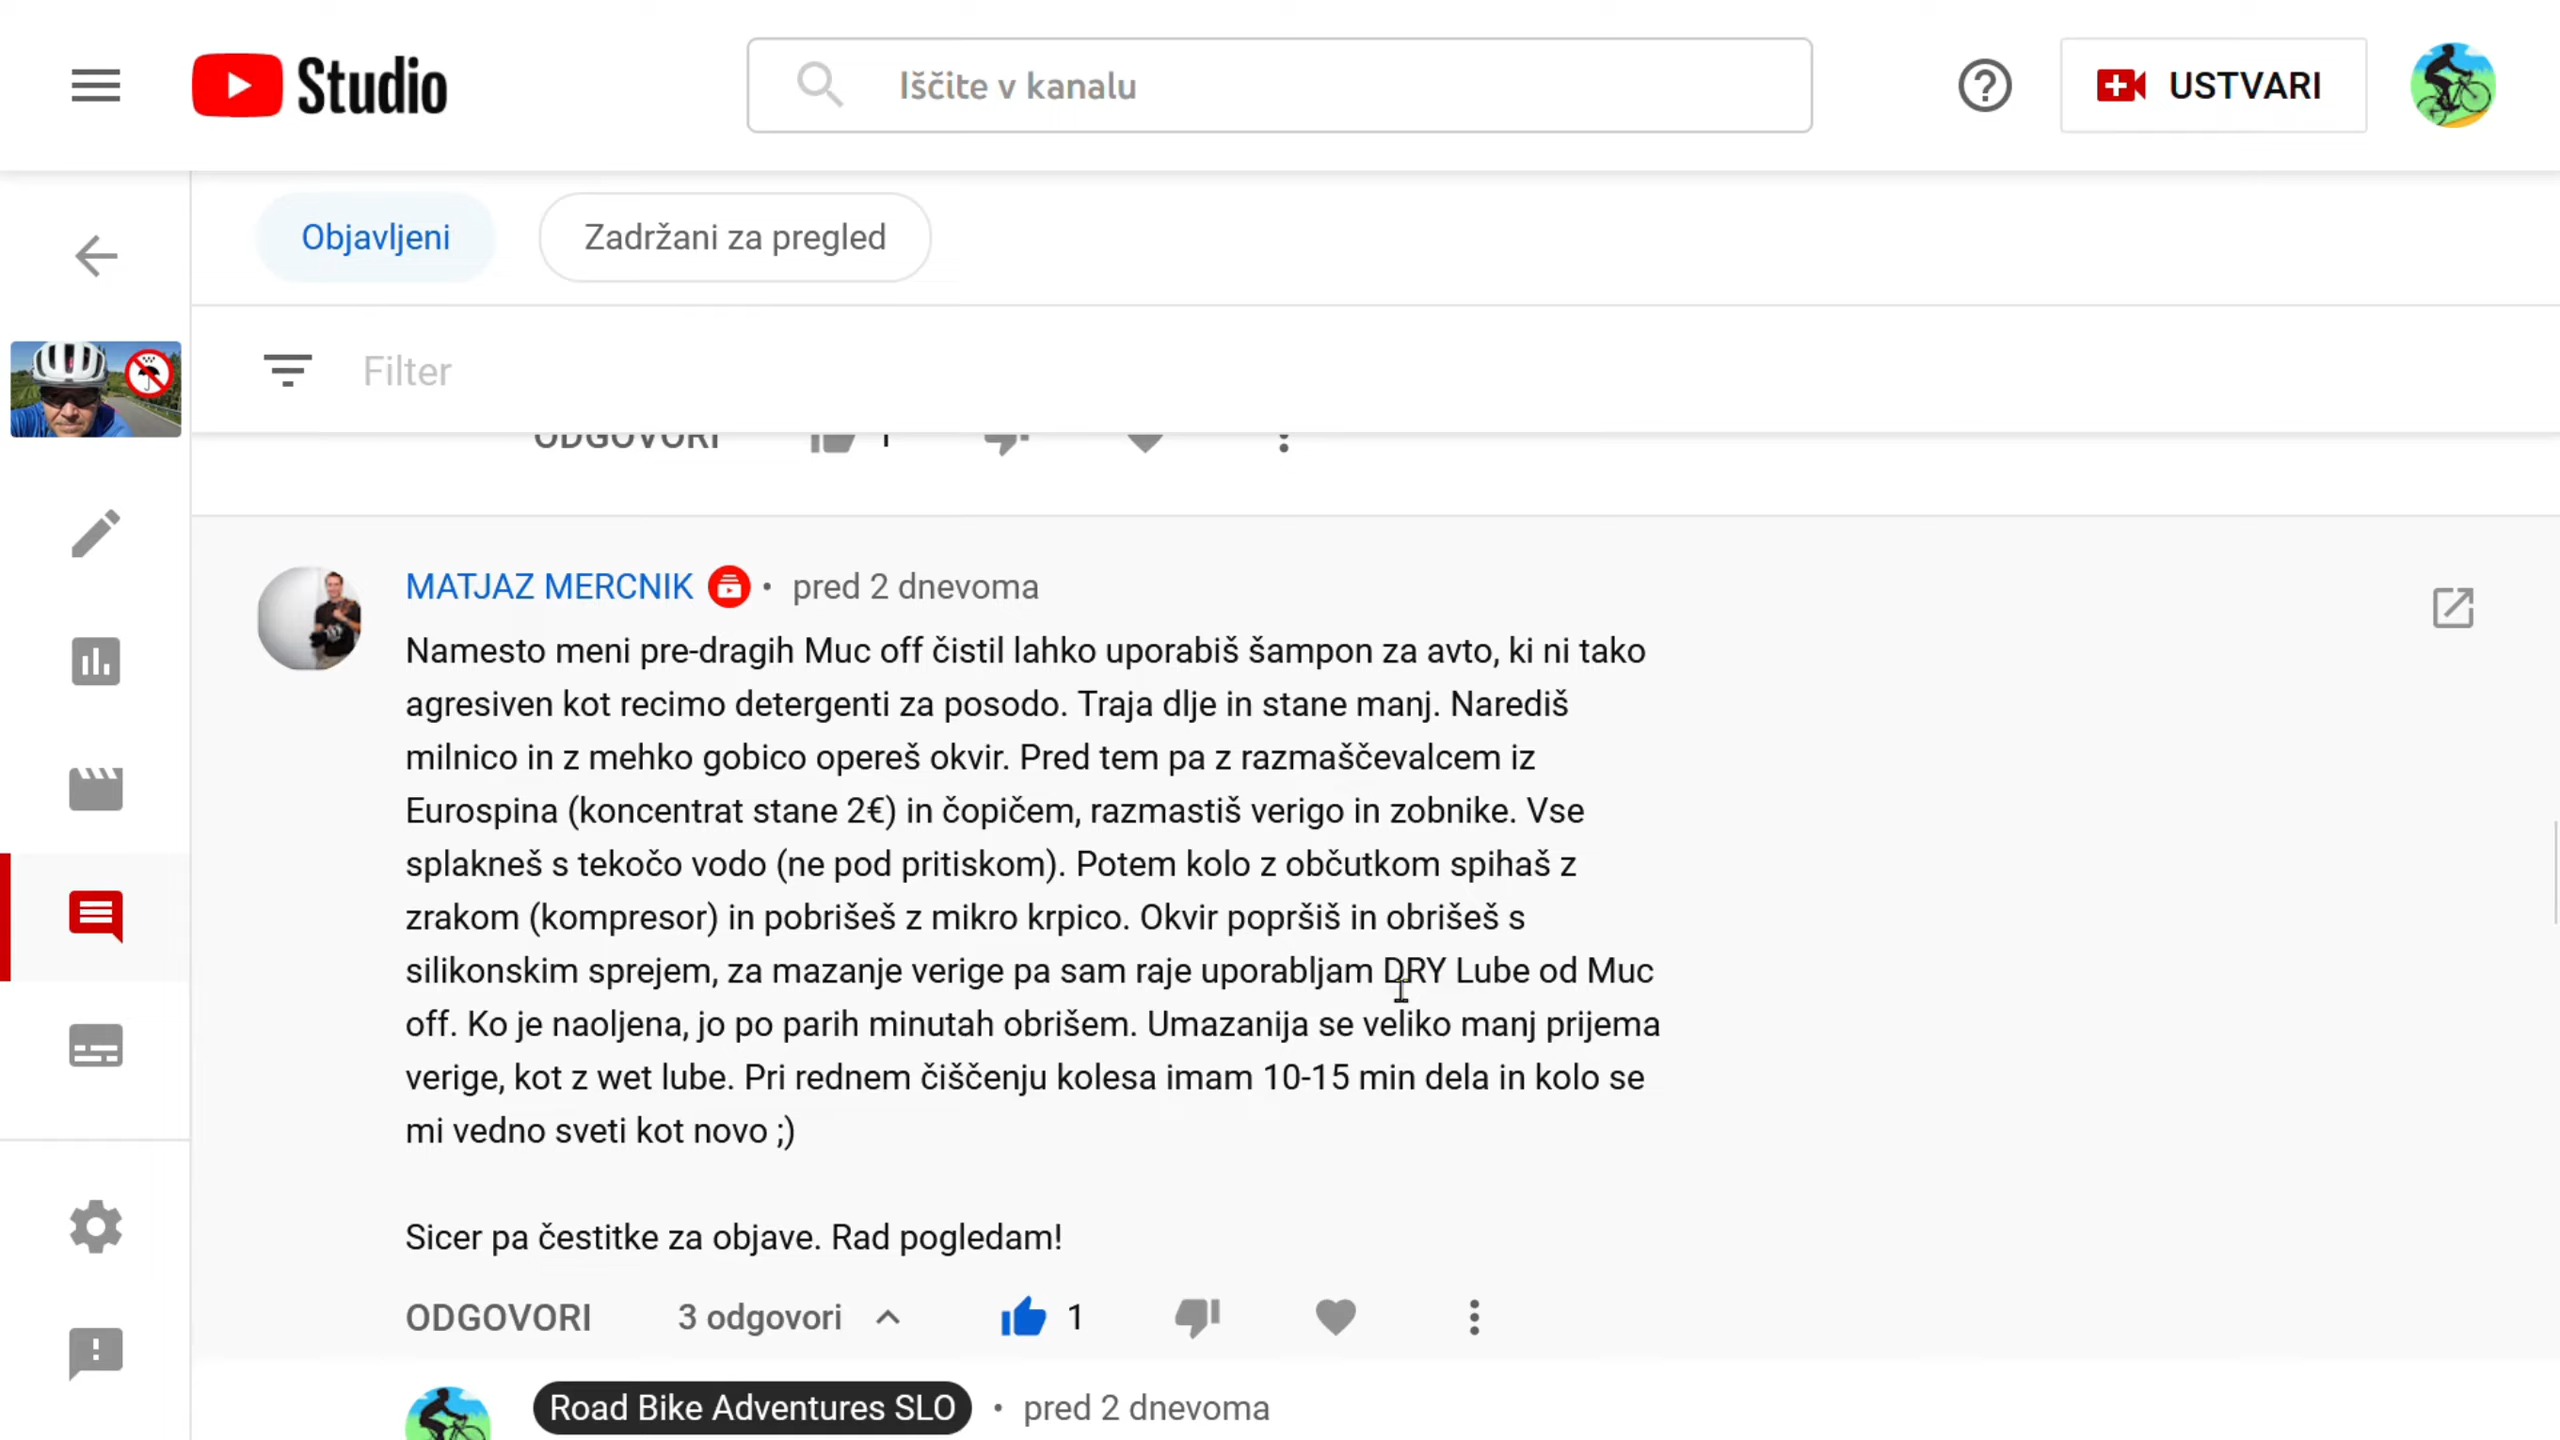 Studio
Iščite v kanalu
USTVARI
Objavljeni
Zadržani za pregled
Filter
ODGOVORI 1
MATJAZ MERCNIK • pred 2 dnevoma
Namesto meni pre-dragih Muc off čistil lahko uporabiš šampon za avto, ki ni tako
agresiven kot recimo detergenti za posodo. Traja dlje in stane manj. Narediš
milnico in z mehko gobico opereš okvir. Pred tem pa z razmaščevalcem iz
Eurospina (koncentrat stane 2€) in čopičem, razmastiš verigo in zobnike. Vse
splakneš s tekočo vodo (ne pod pritiskom). Potem kolo z občutkom spihaš z
zrakom (kompresor) in pobrišeš z mikro krpico. Okvir popršiš in obrišeš s
silikonskim sprejem, za mazanje verige pa sam raje uporabljam DRY Lube od Muc
off. Ko je naoljena, jo po parih minutah obrišem. Umazanija se veliko manj prijema
verige, kot z wet lube. Pri rednem čiščenju kolesa imam 10-15 min dela in kolo se
mi vedno sveti kot novo ;)
Sicer pa čestitke za objave. Rad pogledam!
ODGOVORI 3 odgovori 1
Road Bike Adventures SLO • pred 2 dnevoma